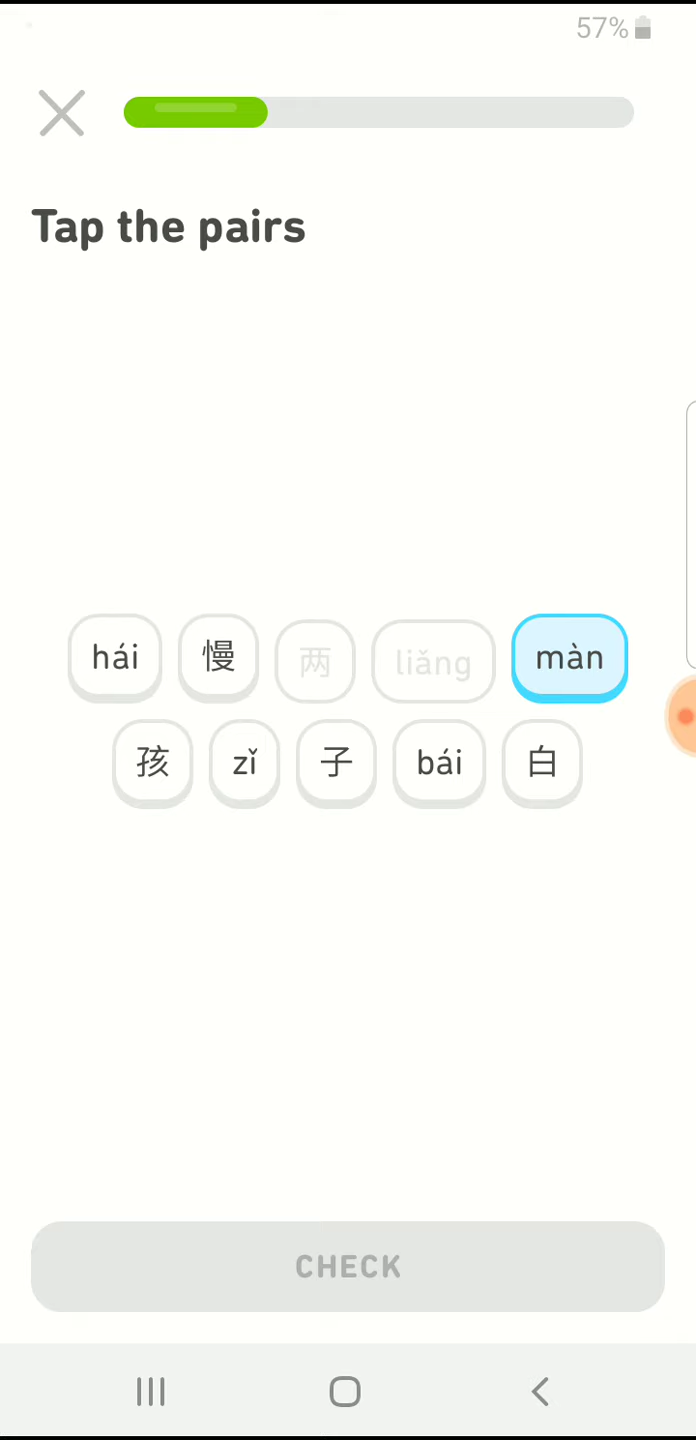 57%
Tap the pairs
hái 慢 两 liǎng màn
孩 zǐ 子 bái 白
CHECK